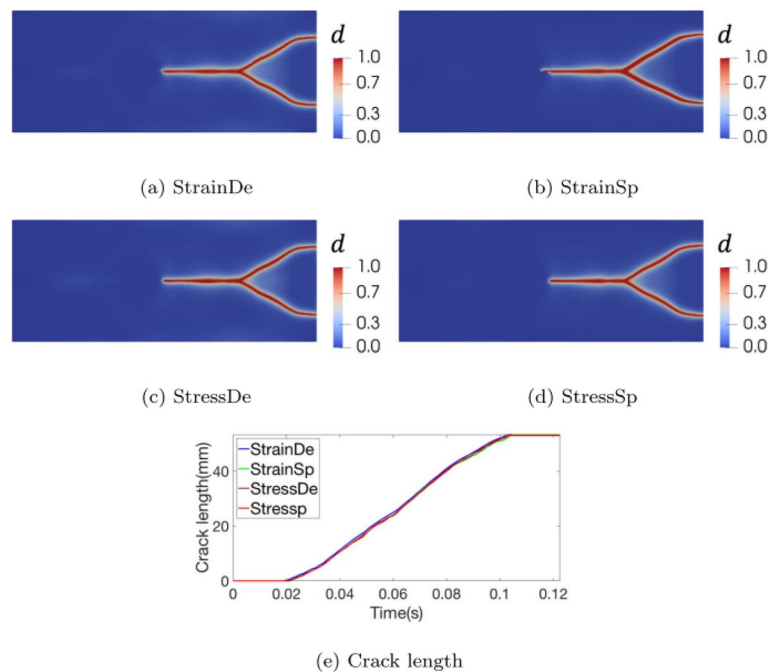 d
1.0
0.7
0.3
0.0
d
1.0
0.7
0.3
0.0
(a) StrainDe
(b) StrainSp
d
1.0
0.7
0.3
0.0
d
1.0
0.7
0.3
0.0
(c) StressDe
(d) StressSp
StrainDe
StrainSp
StressDe
Stressp
Crack length(mm)
40
20
0
0
0.02
0.04
0.06
0.08
0.1
0.12
Time(s)
(e) Crack length